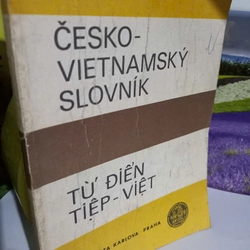 ČESKO-
VIETNAMSKÝ
SLOVNÍK
TỪ ĐIỂN
TIỆP-VIỆT
KARLOVA PRAHA